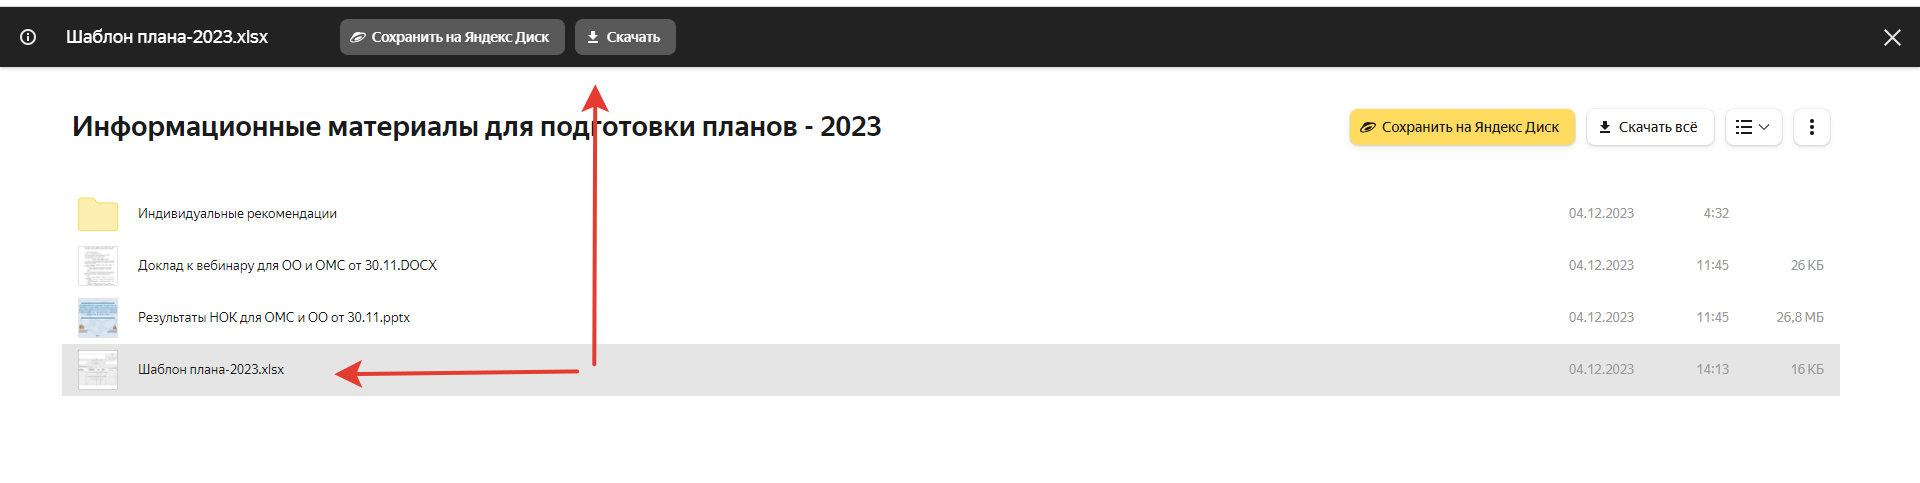 Шаблон плана-2023.xlsx Сохранить на Яндекс Диск Скачать
Информационные материалы для подготовки планов - 2023 Сохранить на Яндекс Диск Скачать всё
Индивидуальные рекомендации 04.12.2023 4:32
Доклад к вебинару для ОО и ОМС от 30.11.DOCX 04.12.2023 11:45 26 КБ
Результаты НОК для ОМС и ОО от 30.11.pptx 04.12.2023 11:45 26,8 МБ
Шаблон плана-2023.xlsx 04.12.2023 14:13 16 КБ